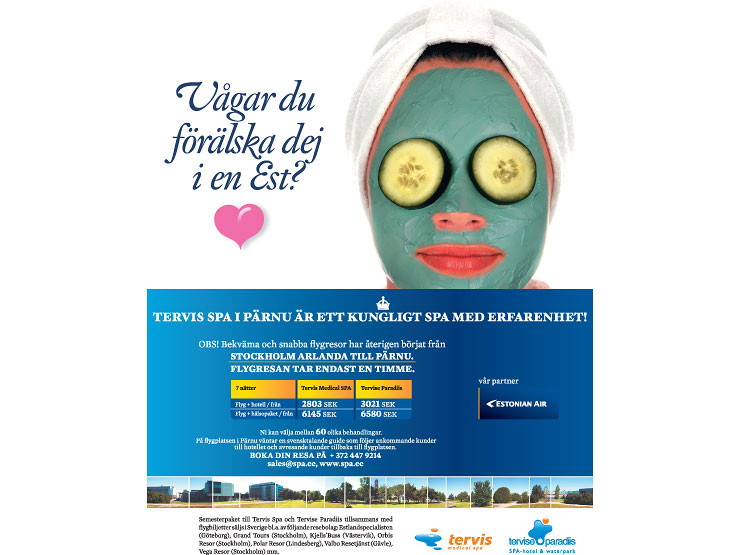 Vågar du
förälska dej
i en Est?
TERVIS SPA I PÄRNU ÄR ETT KUNGLIGT SPA MED ERFARENHET!
OBS! Bekväma och snabba flygresor har återigen börjat från
STOCKHOLM ARLANDA TILL PÄRNU.
FLYGRESAN TAR ENDAST EN TIMME.
7 nätter Tervis Medical SPA Tervise Paradiis
Flyg + hotell / från 2803 SEK 3021 SEK
Flyg + hälsopaket / från 6145 SEK 6580 SEK
vår partner
ESTONIAN AIR
Ni kan välja mellan 60 olika behandlingar.
På flygplatsen i Pärnu väntar en svensktalande guide som följer ankommande kunder
till hotellet och avresande kunder tillbaka till flygplatsen.
BOKA DIN RESA PÅ + 372 447 9214
sales@spa.ee, www.spa.ee
Semesterpaket till Tervis Spa och Tervise Paradiis tillsammans med
flygbiljetter säljs i Sverige bl.a. av följande resebolag: Estlandspecialisten
(Göteborg), Grand Tours (Stockholm), Kjells'Buss (Västervik), Orbis
Resor (Stockholm), Polar Resor (Lindesberg), Valbo Resetjänst (Gävle),
Vega Resor (Stockholm) mm.
tervis
medical spa
tervise paradiis
SPA-hotel & waterpark